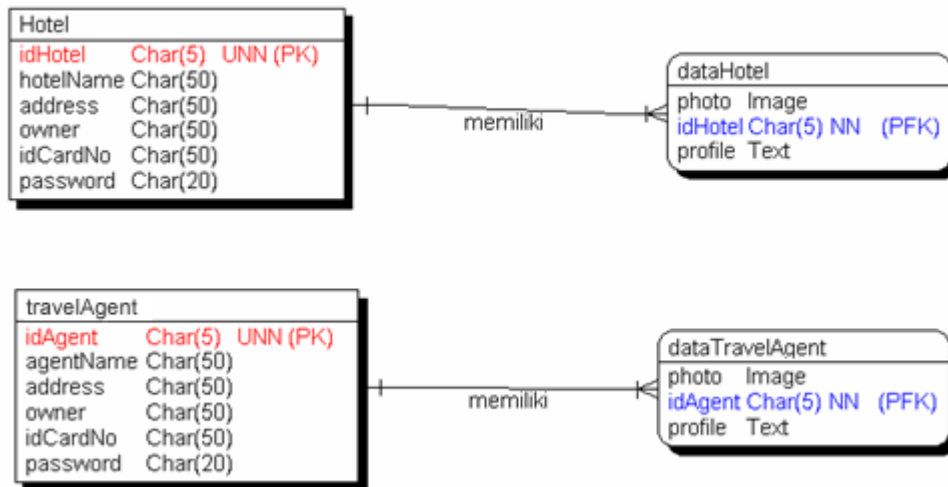 Hotel
idHotel Char(5) UNN (PK)
hotelName Char(50)
address Char(50)
owner Char(50)
idCardNo Char(50)
password Char(20)
memiliki
dataHotel
photo Image
idHotel Char(5) NN (PFK)
profile Text
travelAgent
idAgent Char(5) UNN (PK)
agentName Char(50)
address Char(50)
owner Char(50)
idCardNo Char(50)
password Char(20)
memiliki
dataTravelAgent
photo Image
idAgent Char(5) NN (PFK)
profile Text